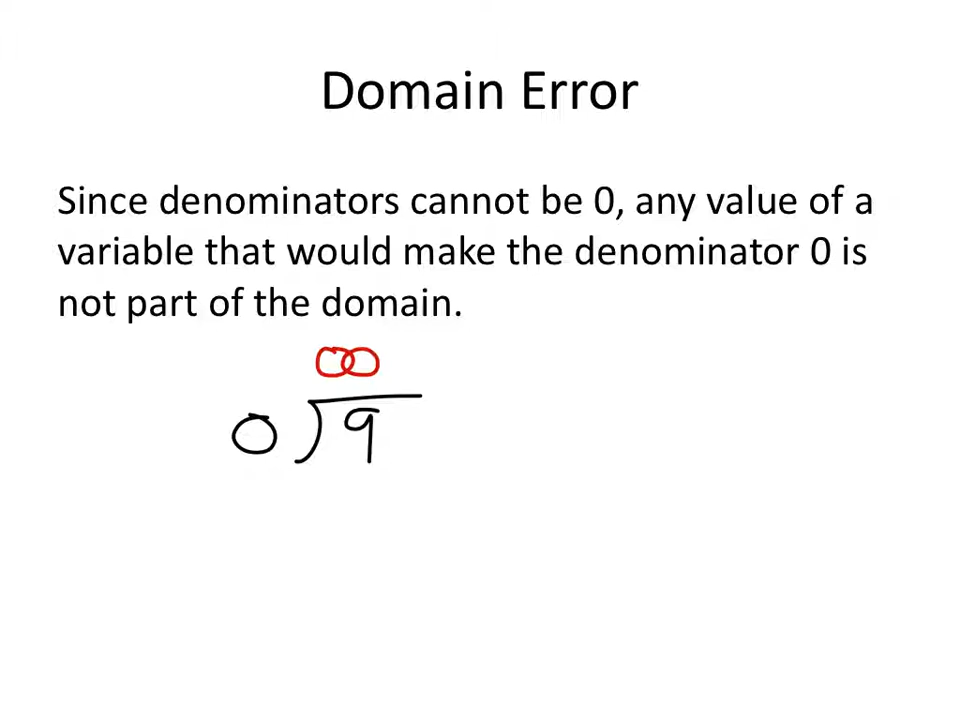 Domain Error
Since denominators cannot be 0, any value of a
variable that would make the denominator 0 is
not part of the domain.
∞
0 ) 9